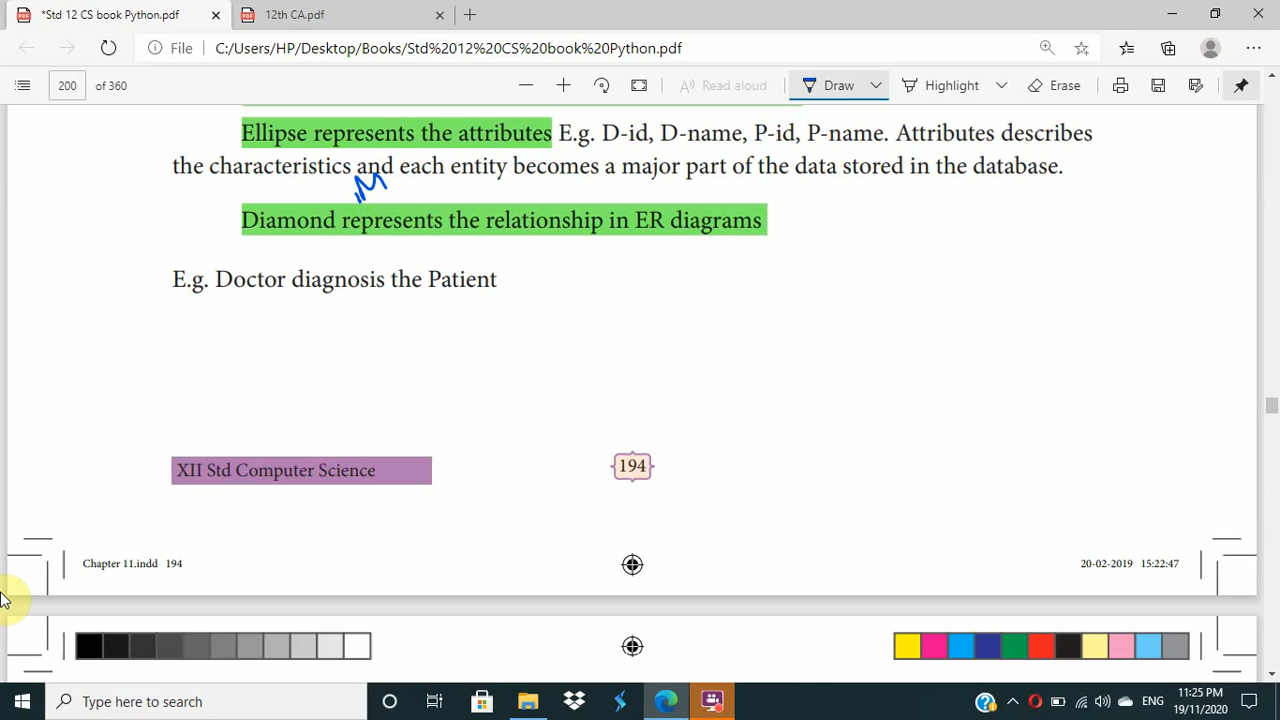 *Std 12 CS book Python.pdf
12th CA.pdf
File C:/Users/HP/Desktop/Books/Std%2012%20CS%20book%20Python.pdf
200 of 360
Read aloud
Draw
Highlight
Erase
Ellipse represents the attributes E.g. D-id, D-name, P-id, P-name. Attributes describes
the characteristics and each entity becomes a major part of the data stored in the database.
M
Diamond represents the relationship in ER diagrams
E.g. Doctor diagnosis the Patient
XII Std Computer Science
194
Chapter 11.indd 194
20-02-2019 15:22:47
Type here to search
ENG
11:25 PM
19/11/2020